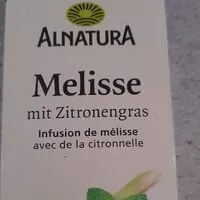 ALNATURA
Melisse
mit Zitronengras
Infusion de mélisse
avec de la citronnelle